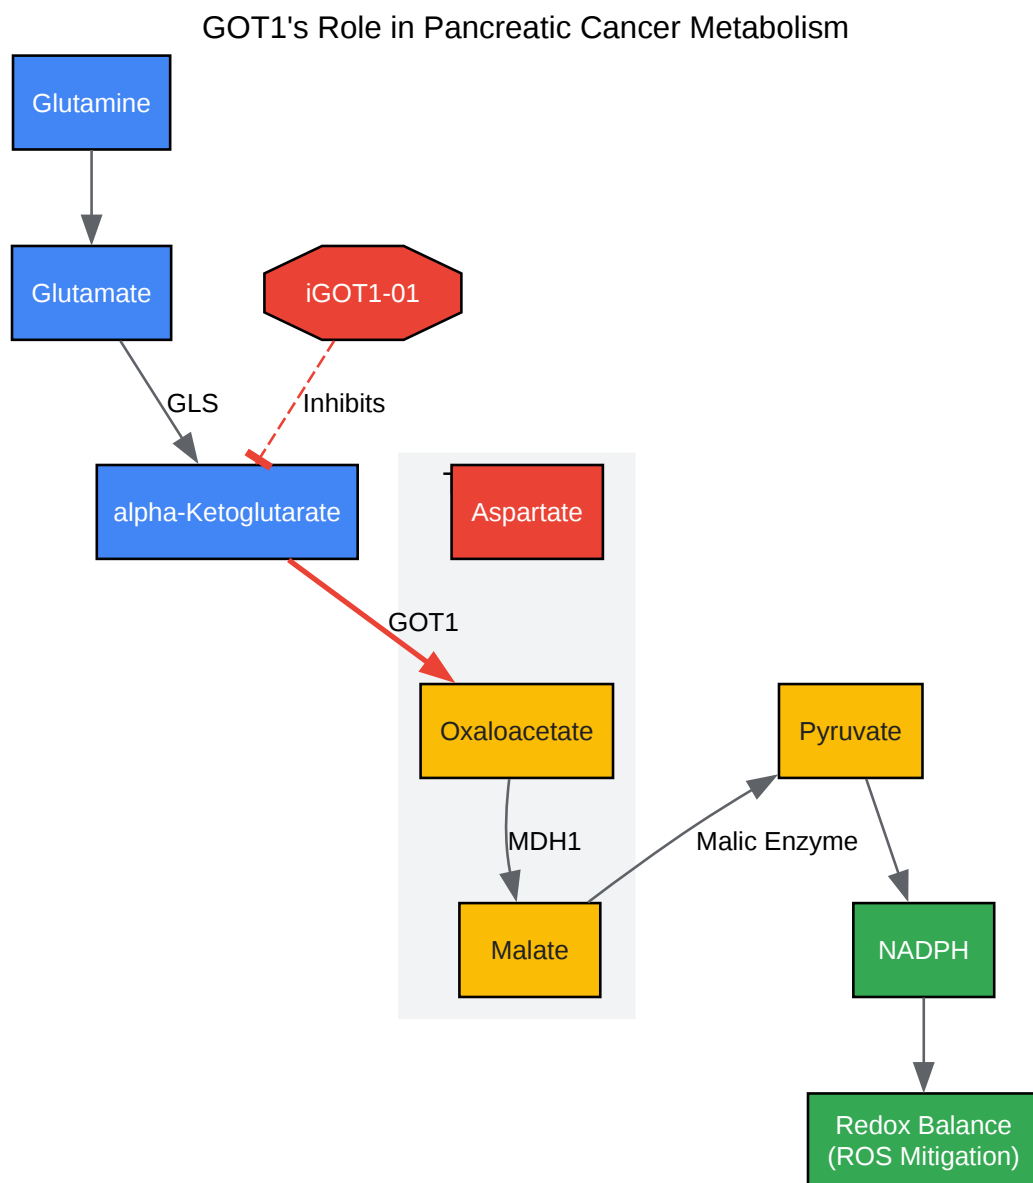 GOT1's Role in Pancreatic Cancer Metabolism
Glutamine
Glutamate
iGOT1-01
GLS
Inhibits
alpha-Ketoglutarate
Aspartate
GOT1
Oxaloacetate
Pyruvate
MDH1
Malic Enzyme
Malate
NADPH
Redox Balance
(ROS Mitigation)